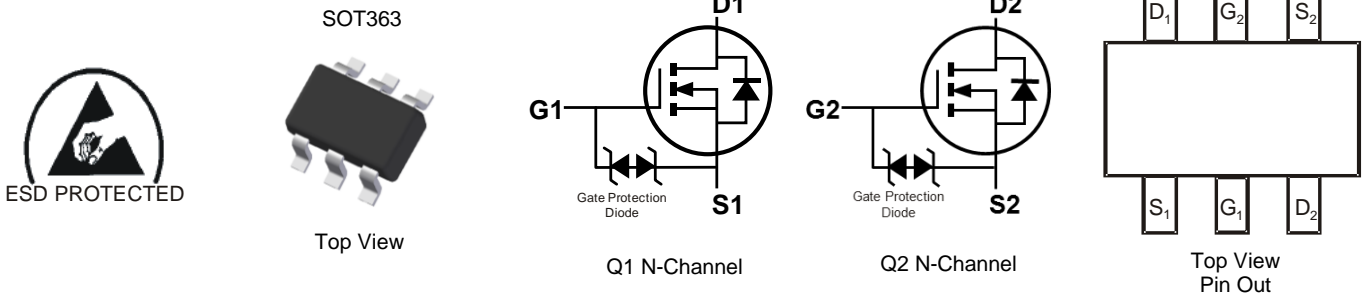 SOT363
ESD PROTECTED
Top View
D1
G1
Gate Protection
Diode
S1
Q1 N-Channel
D2
G2
Gate Protection
Diode
S2
Q2 N-Channel
D1 G2 S2
S1 G1 D2
Top View
Pin Out